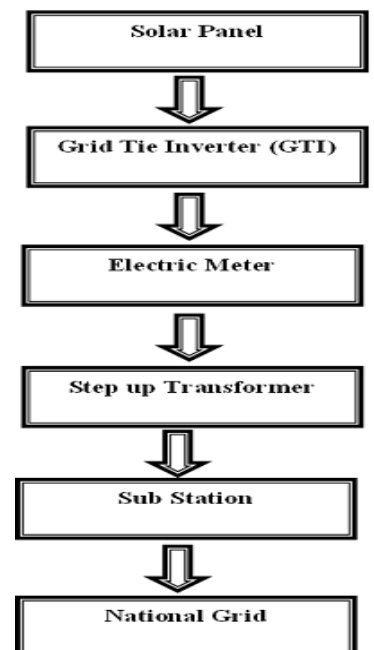 Solar Panel
Grid Tie Inverter (GTI)
Electric Meter
Step up Transformer
Sub Station
National Grid